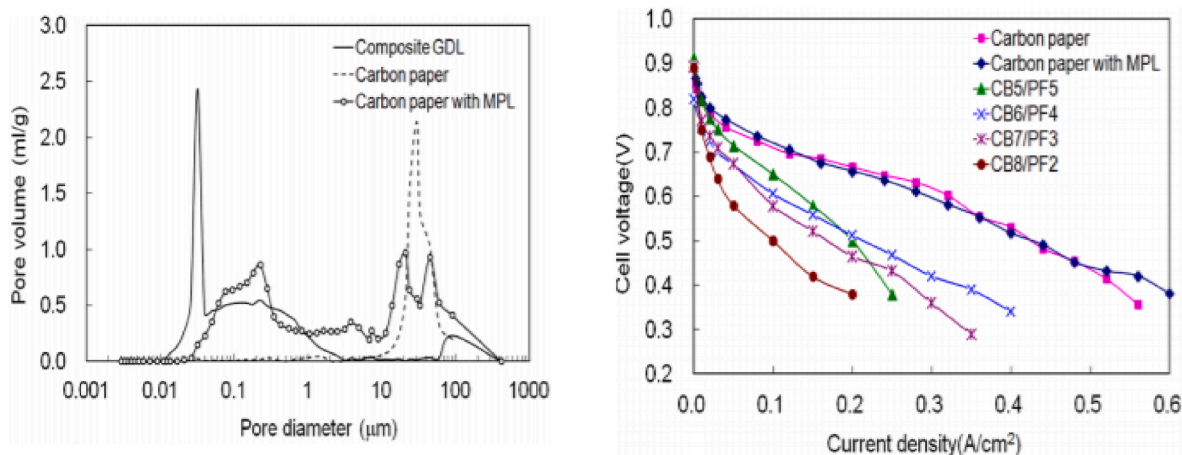 3.0
2.5
2.0
1.5
1.0
0.5
0.0
Pore volume (ml/g)
Composite GDL
Carbon paper
Carbon paper with MPL
0.001
0.01
0.1
1
10
100
1000
Pore diameter (μm)
1.0
0.9
0.8
0.7
0.6
0.5
0.4
0.3
0.2
Cell voltage(V)
Carbon paper
Carbon paper with MPL
CB5/PF5
CB6/PF4
CB7/PF3
CB8/PF2
0.0
0.1
0.2
0.3
0.4
0.5
0.6
Current density(A/cm²)